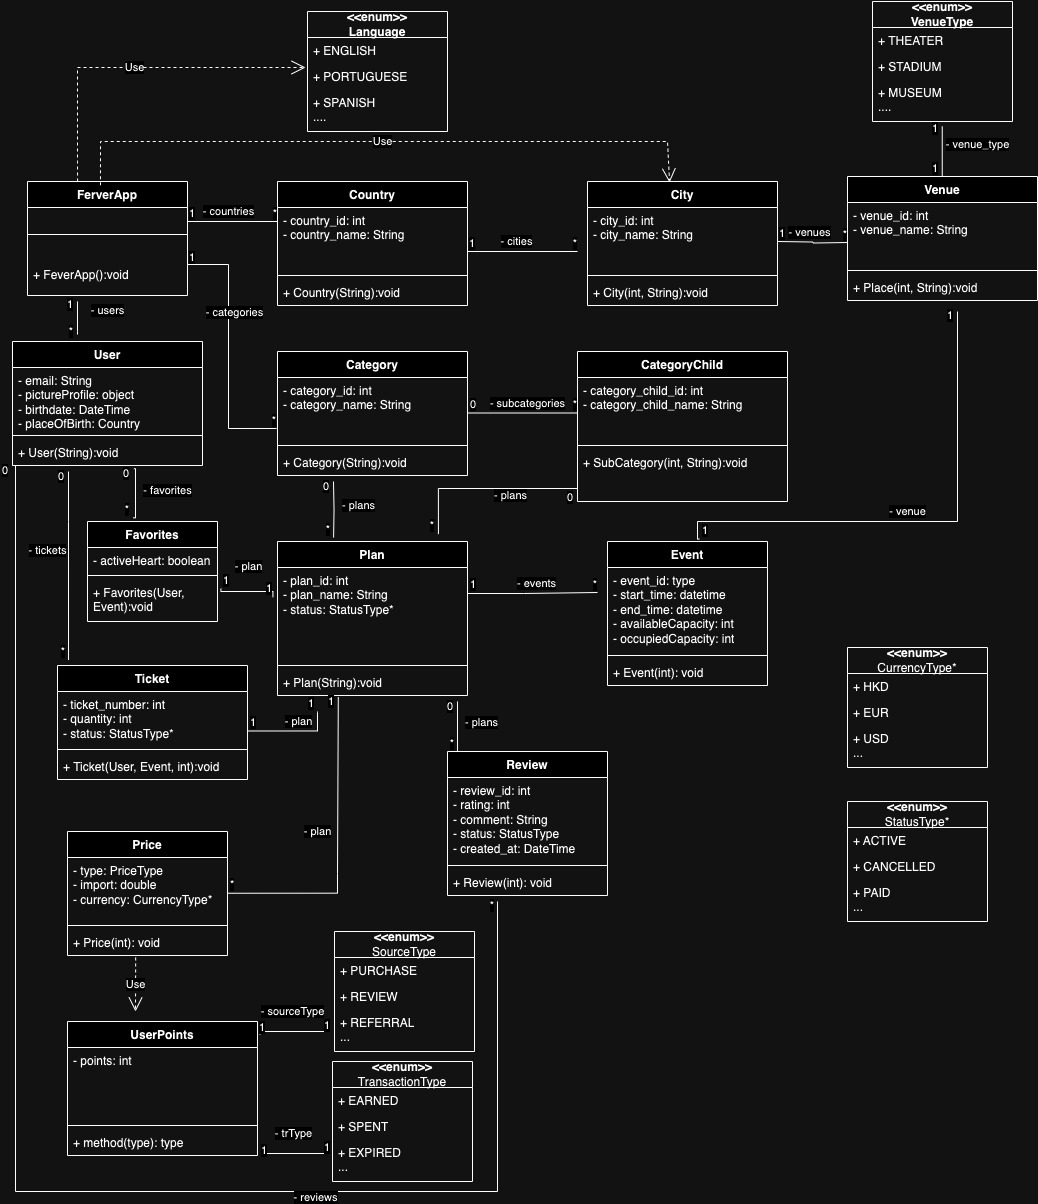 <<enum>>
Language
+ ENGLISH
+ PORTUGUESE
+ SPANISH
....
<<enum>>
VenueType
+ THEATER
+ STADIUM
+ MUSEUM
....
Use
Use
1
- venue_type
1
FerverApp
+ FeverApp():void
1
- countries
*
Country
- country_id: int
- country_name: String
+ Country(String):void
1
- cities
*
City
- city_id: int
- city_name: String
+ City(int, String):void
1
- venues
*
Venue
- venue_id: int
- venue_name: String
+ Place(int, String):void
1
1
- categories
*
1
- users
*
User
- email: String
- pictureProfile: object
- birthdate: DateTime
- placeOfBirth: Country
+ User(String):void
Category
- category_id: int
- category_name: String
+ Category(String):void
0
- subcategories
*
CategoryChild
- category_child_id: int
- category_child_name: String
+ SubCategory(int, String):void
0
0
0
- favorites
*
0
- plans
*
- plans
0
*
- venue
1
- tickets
*
Favorites
- activeHeart: boolean
+ Favorites(User,
Event):void
1
- plan
1
Plan
- plan_id: int
- plan_name: String
- status: StatusType*
+ Plan(String):void
1
- events
*
Event
- event_id: type
- start_time: datetime
- end_time: datetime
- availableCapacity: int
- occupiedCapacity: int
+ Event(int): void
<<enum>>
CurrencyType*
+ HKD
+ EUR
+ USD
...
Ticket
- ticket_number: int
- quantity: int
- status: StatusType*
+ Ticket(User, Event, int):void
1
- plan
1
1
0
- plans
*
Review
- review_id: int
- rating: int
- comment: String
- status: StatusType
- created_at: DateTime
+ Review(int): void
*
<<enum>>
StatusType*
+ ACTIVE
+ CANCELLED
+ PAID
...
- plan
*
Price
- type: PriceType
- import: double
- currency: CurrencyType*
+ Price(int): void
Use
<<enum>>
SourceType
+ PURCHASE
+ REVIEW
+ REFERRAL
...
- sourceType
1
1
UserPoints
- points: int
+ method(type): type
<<enum>>
TransactionType
+ EARNED
+ SPENT
+ EXPIRED
...
- trType
1
1
- reviews